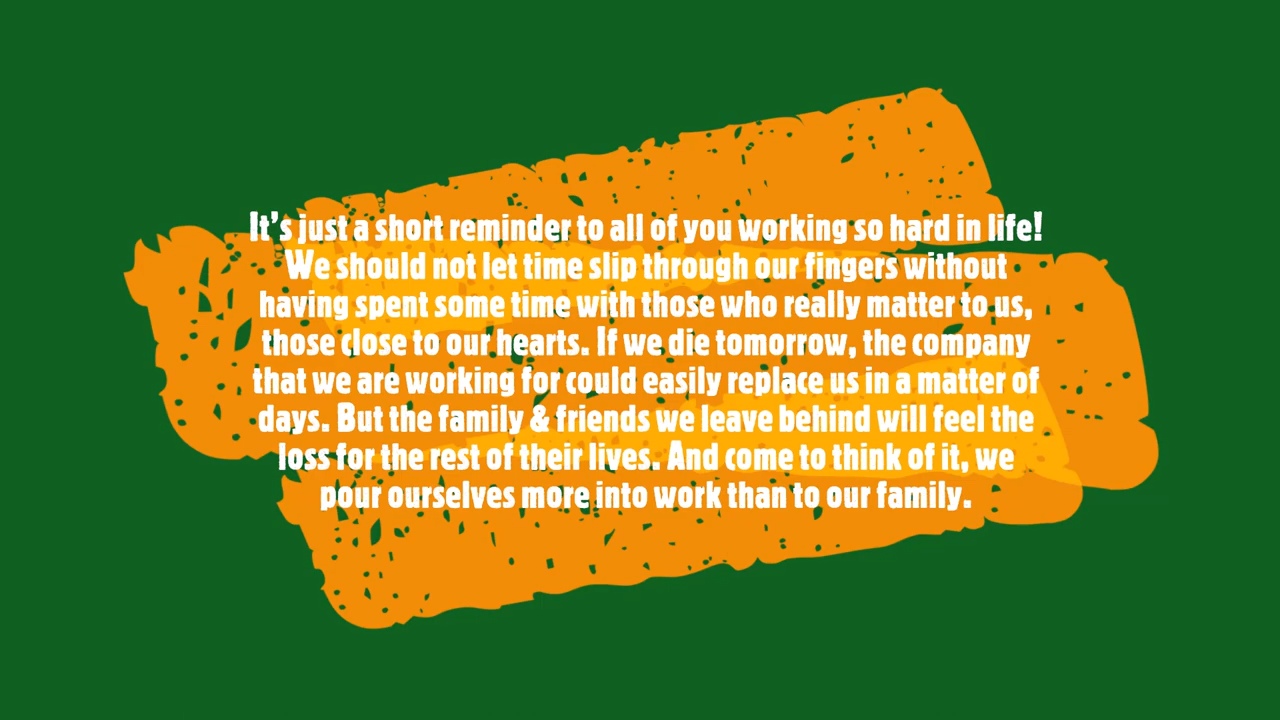 It's just a short reminder to all of you working so hard in life!
We should not let time slip through our fingers without
having spent some time with those who really matter to us,
those close to our hearts. If we die tomorrow, the company
that we are working for could easily replace us in a matter of
days. But the family & friends we leave behind will feel the
loss for the rest of their lives. And come to think of it, we
pour ourselves more into work than to our family.